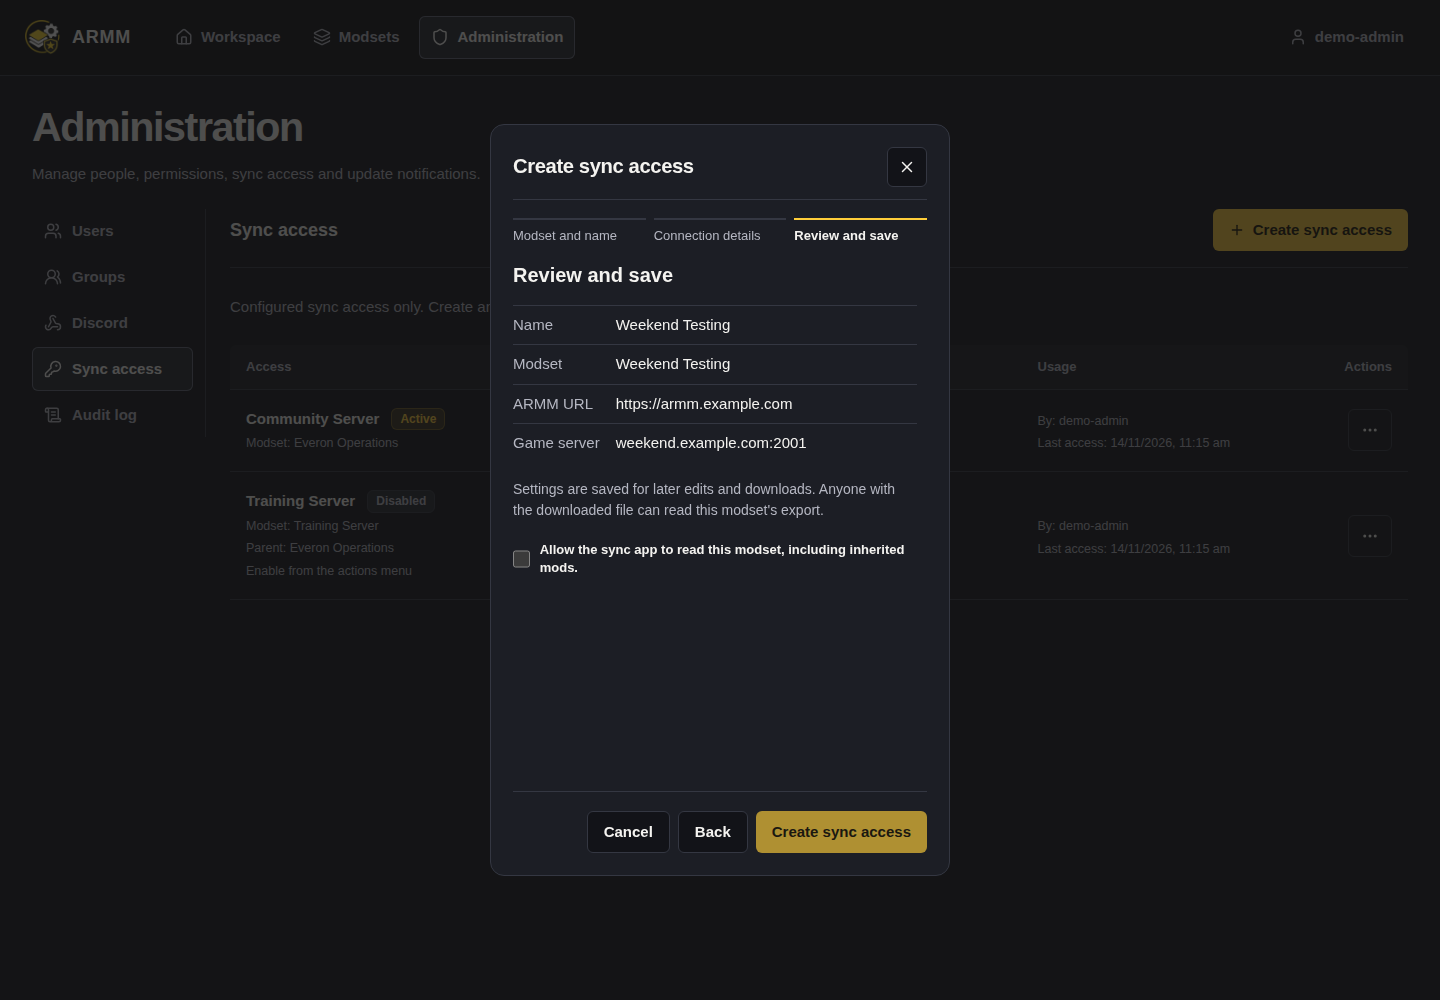 ARMM
Workspace
Modsets
Administration
demo-admin
Administration
Manage people, permissions, sync access and update notifications.
Users
Groups
Discord
Sync access
Audit log
Sync access
Create sync access
Configured sync access only. Create
Access
Usage
Actions
Community Server
Active
Modset: Everon Operations
By: demo-admin
Last access: 14/11/2026, 11:15 am
Training Server
Disabled
Modset: Training Server
Parent: Everon Operations
Enable from the actions menu
By: demo-admin
Last access: 14/11/2026, 11:15 am
Create sync access
Modset and name
Connection details
Review and save
Review and save
Name
Weekend Testing
Modset
Weekend Testing
ARMM URL
https://armm.example.com
Game server
weekend.example.com:2001
Settings are saved for later edits and downloads. Anyone with
the downloaded file can read this modset's export.
Allow the sync app to read this modset, including inherited
mods.
Cancel
Back
Create sync access